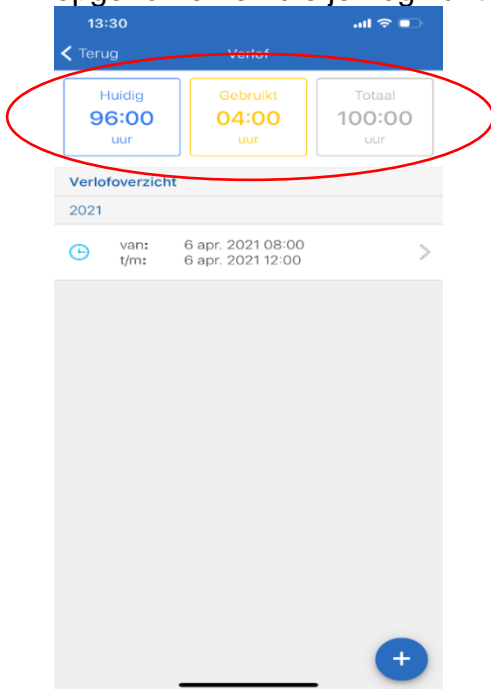 13:30
Terug Verlof
Huidig Gebruikt Totaal
96:00 04:00 100:00
uur uur uur
Verlofoverzicht
2021
van: 6 apr. 2021 08:00
t/m: 6 apr. 2021 12:00
+